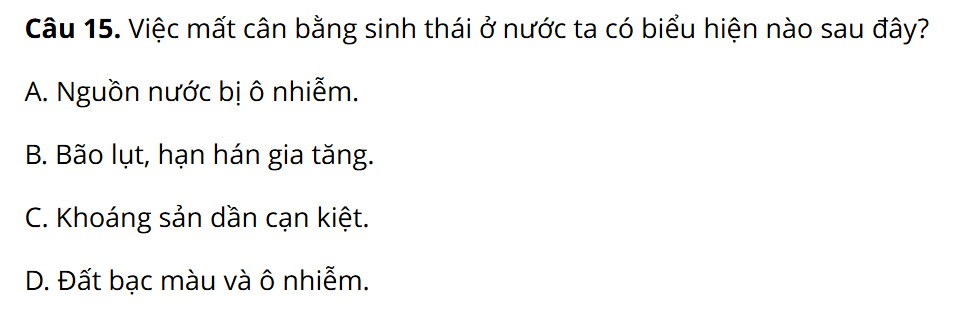 Câu 15. Việc mất cân bằng sinh thái ở nước ta có biểu hiện nào sau đây?
A. Nguồn nước bị ô nhiễm.
B. Bão lụt, hạn hán gia tăng.
C. Khoáng sản dần cạn kiệt.
D. Đất bạc màu và ô nhiễm.